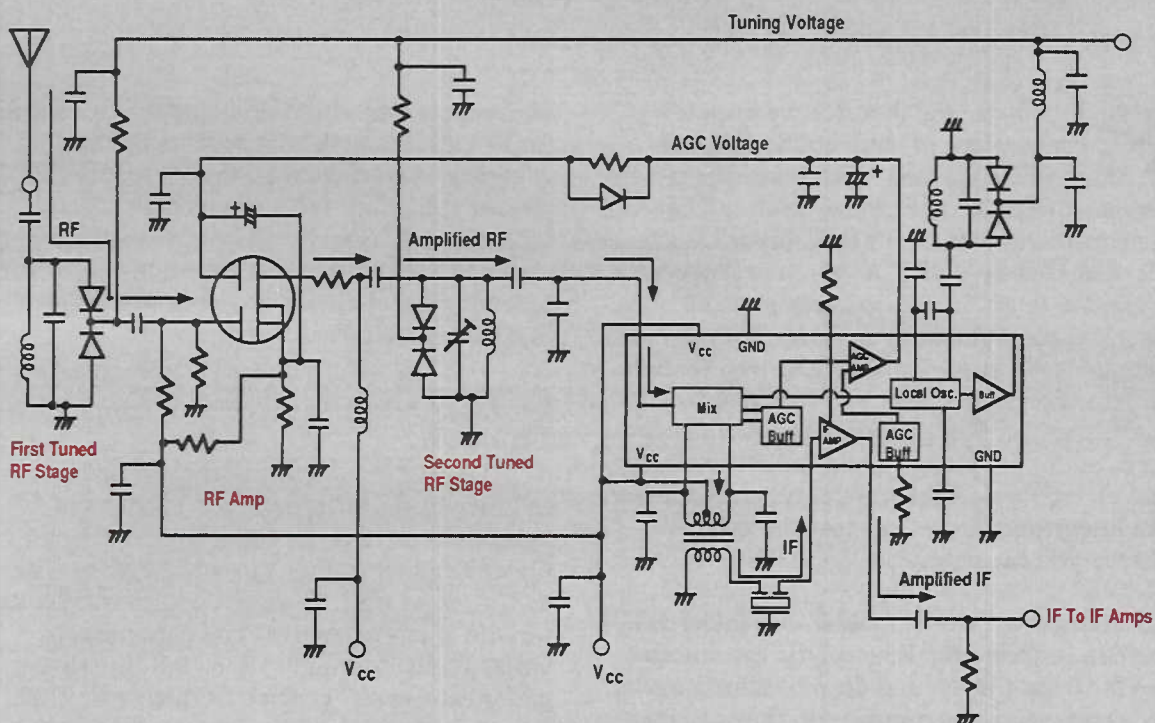 Tuning Voltage
AGC Voltage
RF
Amplified RF
VCC
GND
AGC
AMP
Mix
Local Osc.
Buff
AGC
Buff
AMP
AGC
Buff
VCC
GND
First Tuned
RF Stage
RF Amp
Second Tuned
RF Stage
IF
Amplified IF
IF To IF Amps
VCC
VCC
+
+